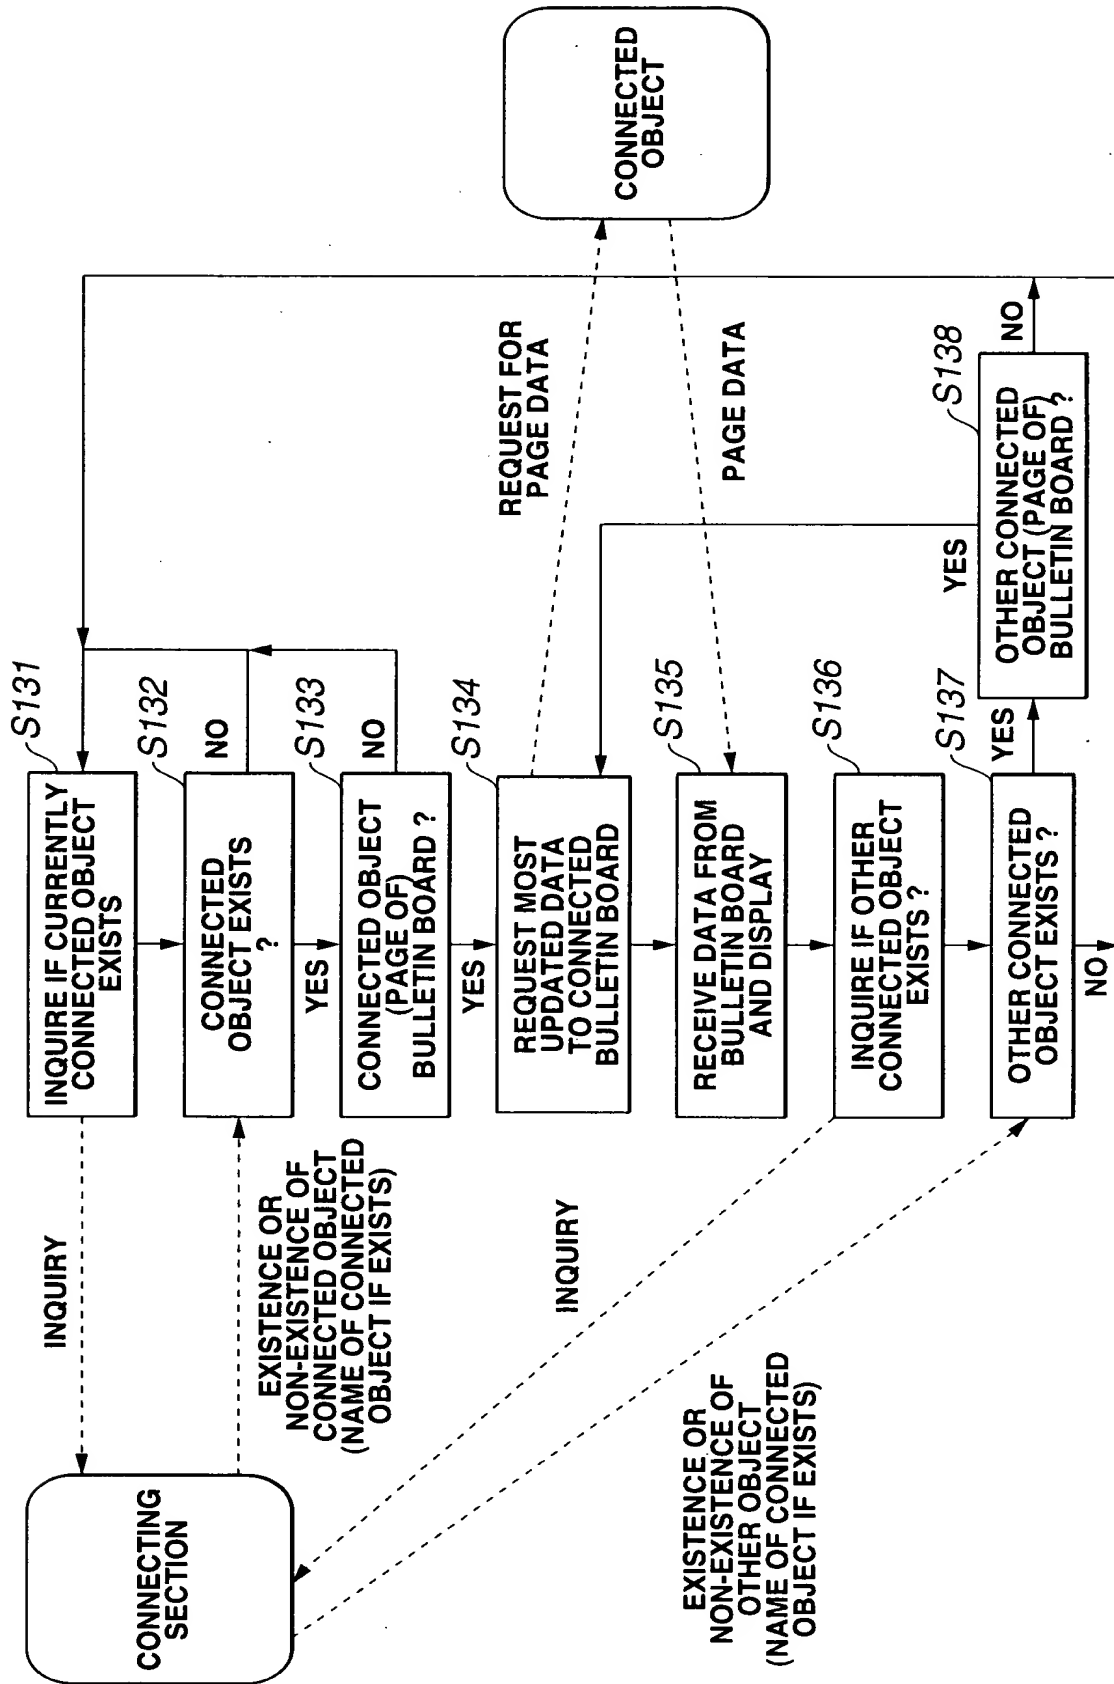 CONNECTING
SECTION
INQUIRY
EXISTENCE OR
NON-EXISTENCE OF
CONNECTED OBJECT
(NAME OF CONNECTED
OBJECT IF EXISTS)
INQUIRY
EXISTENCE OR
NON-EXISTENCE OF
OTHER OBJECT
(NAME OF CONNECTED
OBJECT IF EXISTS)
S131
INQUIRE IF CURRENTLY
CONNECTED OBJECT
EXISTS
S132
CONNECTED
OBJECT EXISTS
?
NO
YES
S133
CONNECTED OBJECT
(PAGE OF)
BULLETIN BOARD ?
NO
YES
S134
REQUEST MOST
UPDATED DATA
TO CONNECTED
BULLETIN BOARD
S135
RECEIVE DATA FROM
BULLETIN BOARD
AND DISPLAY
S136
INQUIRE IF OTHER
CONNECTED OBJECT
EXISTS ?
S137
OTHER CONNECTED
OBJECT EXISTS ?
YES
NO
S138
OTHER CONNECTED
OBJECT (PAGE OF)
BULLETIN BOARD ?
YES
NO
REQUEST FOR
PAGE DATA
PAGE DATA
CONNECTED
OBJECT